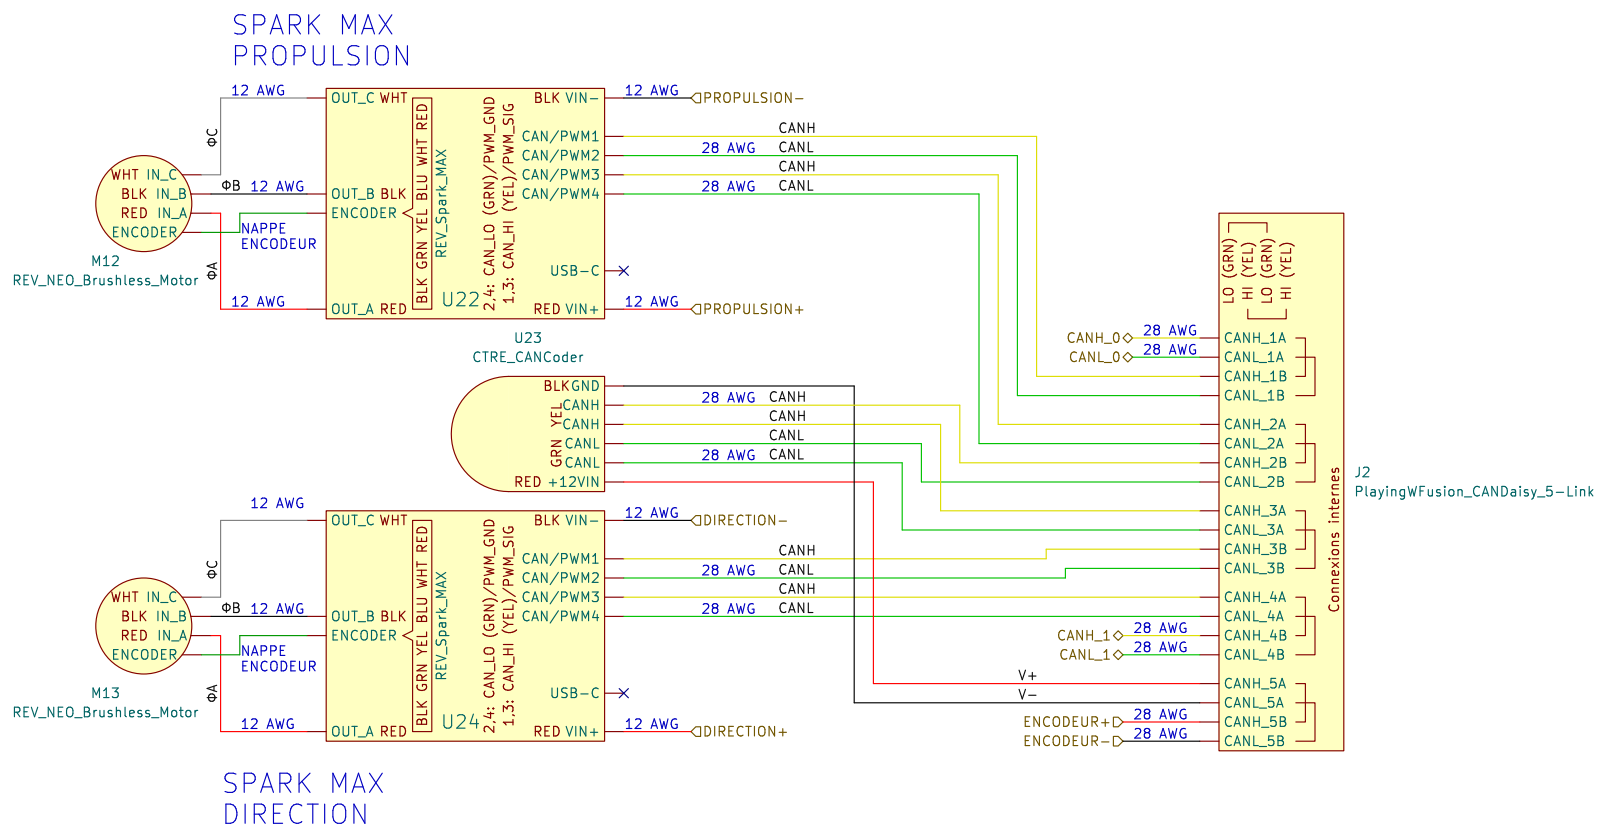 SPARK MAX
PROPULSION
12 AWG
ΦC
WHT IN_C
BLK IN_B
RED IN_A
ENCODER
M12
REV_NEO_Brushless_Motor
ΦB
12 AWG
NAPPE
ENCODEUR
ΦA
12 AWG
OUT_C WHT
OUT_B BLK
ENCODER
OUT_A RED
BLK GRN YEL BLU WHT RED
REV_Spark_MAX
U22
2,4: CAN_LO (GRN)/PWM_GND
1,3: CAN_HI (YEL)/PWM_SIG
BLK VIN-
CAN/PWM1
CAN/PWM2
CAN/PWM3
CAN/PWM4
USB-C
RED VIN+
12 AWG
PROPULSION-
CANH
28 AWG
CANL
CANH
28 AWG
CANL
12 AWG
PROPULSION+
U23
CTRE_CANCoder
BLK GND
YEL
CANH
CANH
GRN
CANL
CANL
RED +12VIN
28 AWG
CANH
CANH
CANL
28 AWG
CANL
12 AWG
ΦC
WHT IN_C
BLK IN_B
RED IN_A
ENCODER
M13
REV_NEO_Brushless_Motor
ΦB
12 AWG
NAPPE
ENCODEUR
ΦA
12 AWG
OUT_C WHT
OUT_B BLK
ENCODER
OUT_A RED
BLK GRN YEL BLU WHT RED
REV_Spark_MAX
U24
2,4: CAN_LO (GRN)/PWM_GND
1,3: CAN_HI (YEL)/PWM_SIG
BLK VIN-
CAN/PWM1
CAN/PWM2
CAN/PWM3
CAN/PWM4
USB-C
RED VIN+
12 AWG
DIRECTION-
CANH
28 AWG
CANL
CANH
28 AWG
CANL
12 AWG
DIRECTION+
V+
V-
SPARK MAX
DIRECTION
LO (GRN)
HI (YEL)
LO (GRN)
HI (YEL)
CANH_0
28 AWG
CANL_0
28 AWG
CANH_1
28 AWG
CANL_1
28 AWG
ENCODEUR+
28 AWG
ENCODEUR-
28 AWG
CANH_1A
CANL_1A
CANH_1B
CANL_1B
CANH_2A
CANL_2A
CANH_2B
CANL_2B
CANH_3A
CANL_3A
CANH_3B
CANL_3B
CANH_4A
CANL_4A
CANH_4B
CANL_4B
CANH_5A
CANL_5A
CANH_5B
CANL_5B
Connexions internes
J2
PlayingWFusion_CANDaisy_5-Link